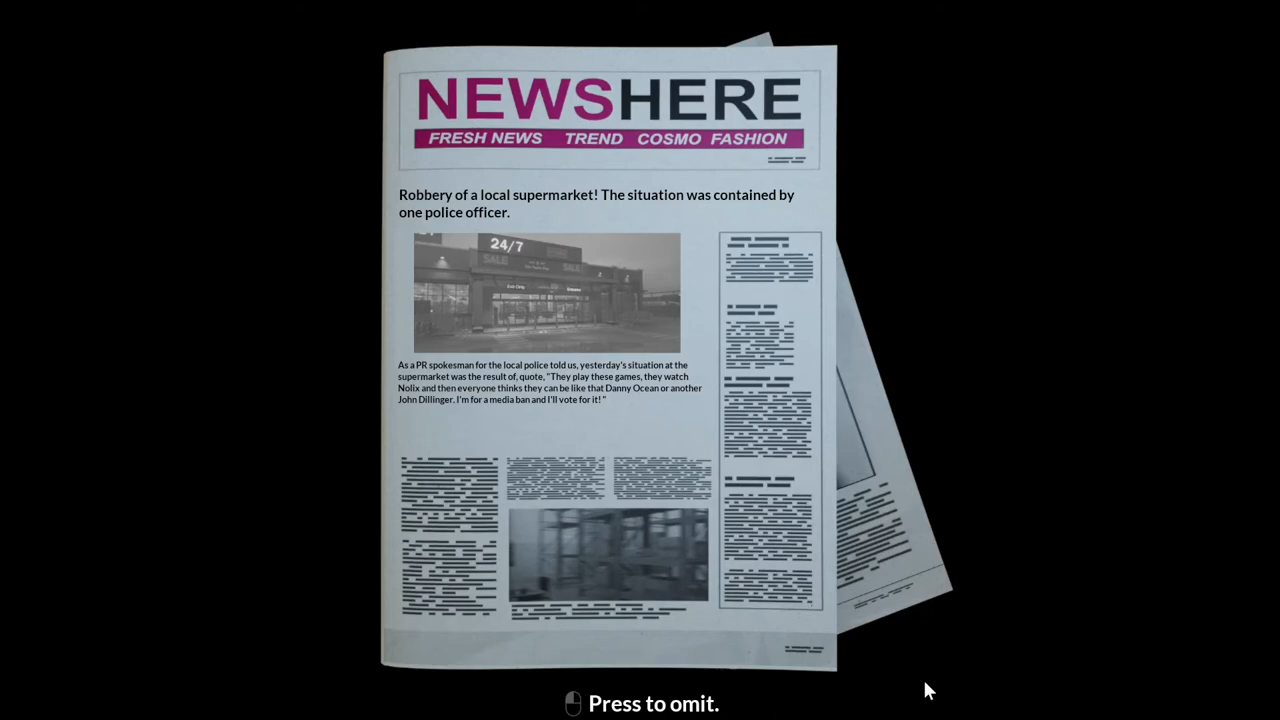 NEWSHERE
FRESH NEWS TREND COSMO FASHION
Robbery of a local supermarket! The situation was contained by
one police officer.
24/7
SALE
SALE
Exit Only
Entrance
As a PR spokesman for the local police told us, yesterday's situation at the
supermarket was the result of, quote, "They play these games, they watch
Nolix and then everyone thinks they can be like that Danny Ocean or another
John Dillinger. I'm for a media ban and I'll vote for it! "
Press to omit.